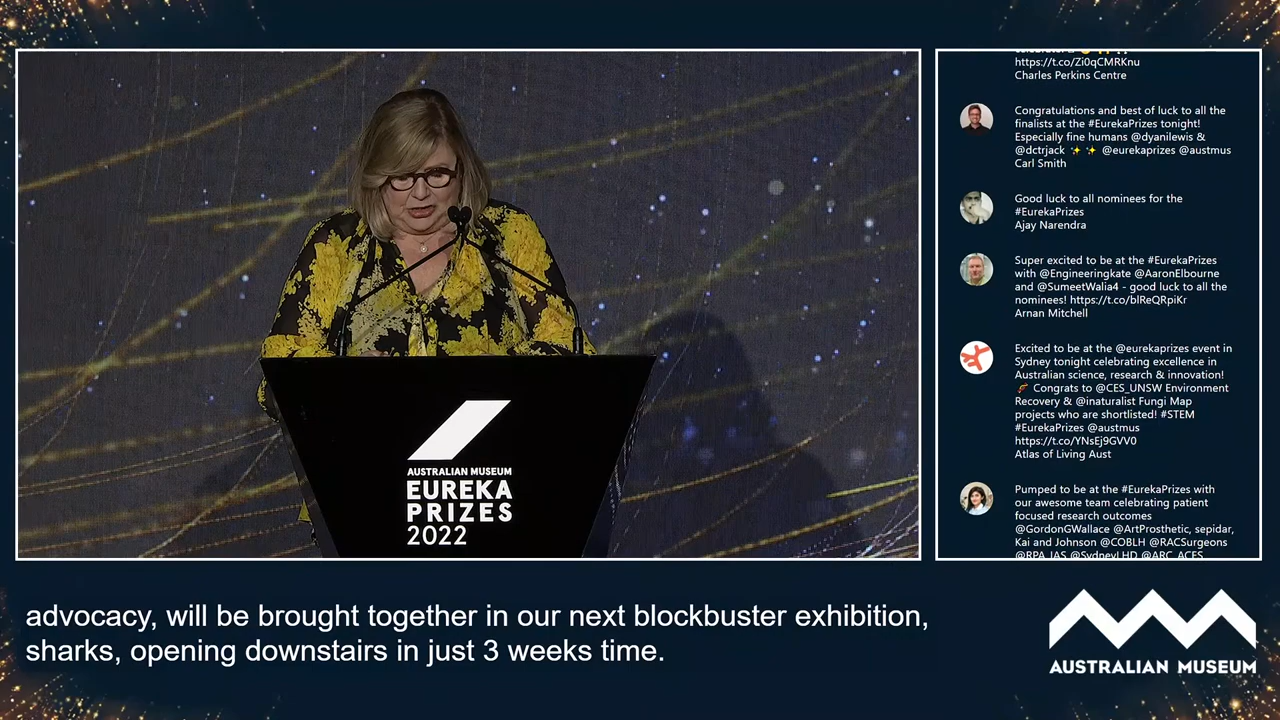 AUSTRALIAN MUSEUM
EUREKA
PRIZES
2022
https://t.co/Zi0qCMRKnu
Charles Perkins Centre
Congratulations and best of luck to all the
finalists at the #EurekaPrizes tonight!
Especially fine humans @dyanilewis &
@dctrjack ✨ ✨ @eurekaprizes @austmus
Carl Smith
Good luck to all nominees for the
#EurekaPrizes
Ajay Narendra
Super excited to be at the #EurekaPrizes
with @Engineeringkate @AaronElbourne
and @SumeetWalia4 - good luck to all the
nominees! https://t.co/blReQRpiKr
Arnan Mitchell
Excited to be at the @eurekaprizes event in
Sydney tonight celebrating excellence in
Australian science, research & innovation!
Congrats to @CES_UNSW Environment
Recovery & @inaturalist Fungi Map
projects who are shortlisted! #STEM
#EurekaPrizes @austmus
https://t.co/YNsEj9GVV0
Atlas of Living Aust
Pumped to be at the #EurekaPrizes with
our awesome team celebrating patient
focused research outcomes
@GordonGWallace @ArtProsthetic, sepidar,
Kai and Johnson @COBLH @RACSurgeons
@RPA_IAS @SydneyLHD @ARC_ACES
advocacy, will be brought together in our next blockbuster exhibition,
sharks, opening downstairs in just 3 weeks time.
AUSTRALIAN MUSEUM